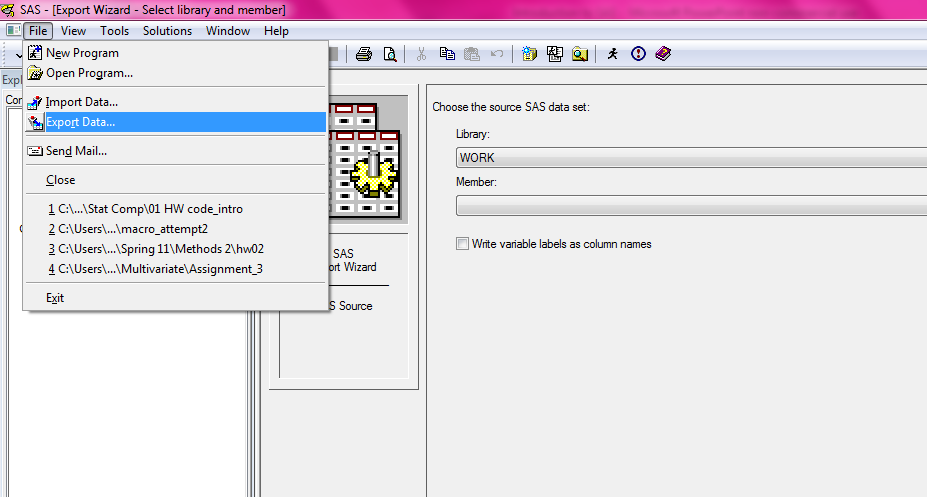 SAS - [Export Wizard - Select library and member]
File View Tools Solutions Window Help
New Program
Open Program...
Import Data...
Export Data...
Send Mail...
Close
1 C:\...\Stat Comp\01 HW code_intro
2 C:\Users\...\macro_attempt2
3 C:\Users\...\Spring 11\Methods 2\hw02
4 C:\Users\...\Multivariate\Assignment_3
Exit
Expl
Con
SAS
ort Wizard
S Source
Choose the source SAS data set:
Library:
WORK
Member:
Write variable labels as column names